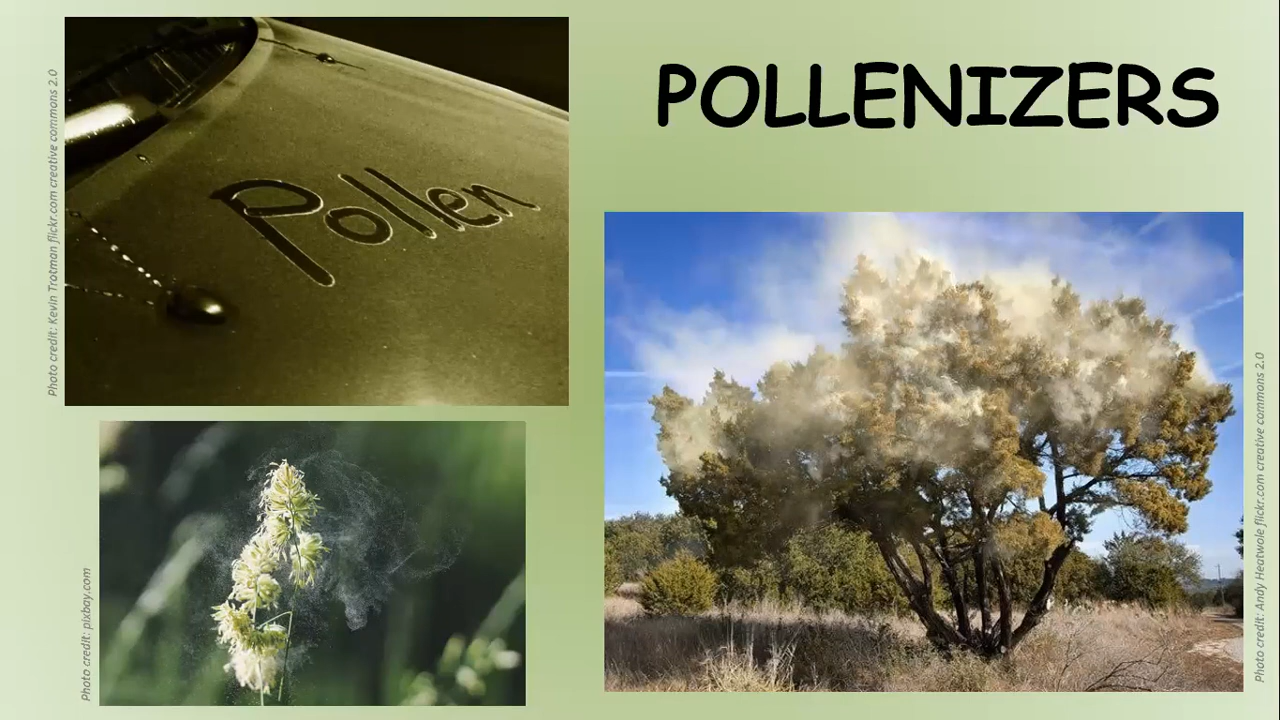 POLLENIZERS
Pollen
Photo credit: Kevin Trotman flickr.com creative commons 2.0
Photo credit: pixbay.com
Photo credit: Andy Heatwole flickr.com creative commons 2.0